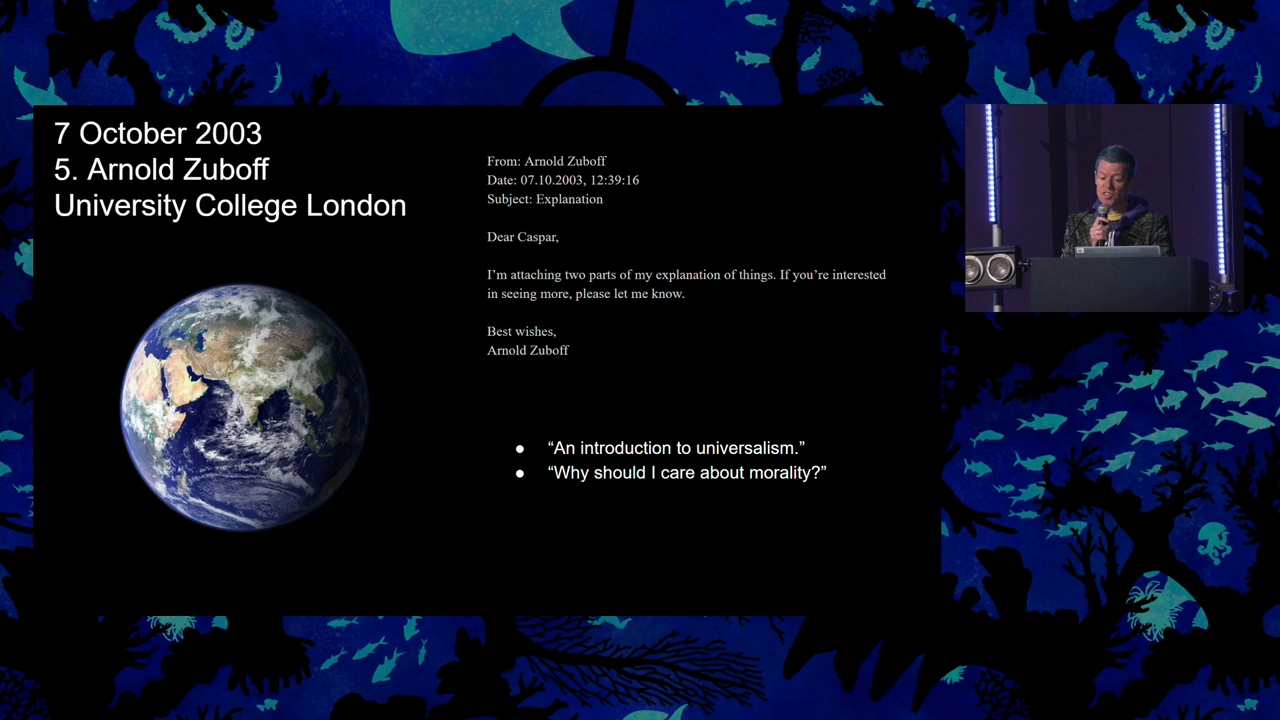 7 October 2003
5. Arnold Zuboff
University College London
From: Arnold Zuboff
Date: 07.10.2003, 12:39:16
Subject: Explanation
Dear Caspar,
I'm attaching two parts of my explanation of things. If you're interested
in seeing more, please let me know.
Best wishes,
Arnold Zuboff
● “An introduction to universalism.”
● “Why should I care about morality?”